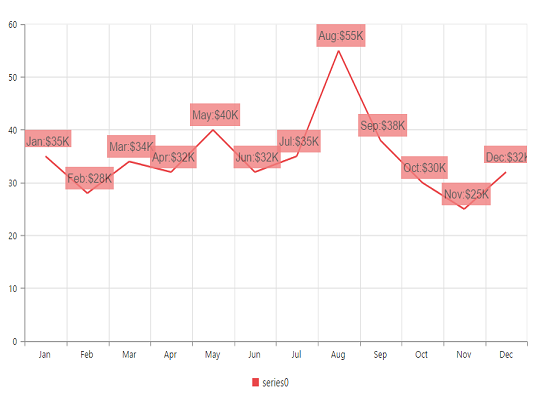 60
50
40
30
20
10
0
Jan:$35K
Feb:$28K
Mar:$34K
Apr:$32K
May:$40K
Jun:$32K
Jul:$35K
Aug:$55K
Sep:$38K
Oct:$30K
Nov:$25K
Dec:$32K
Jan Feb Mar Apr May Jun Jul Aug Sep Oct Nov Dec
series0